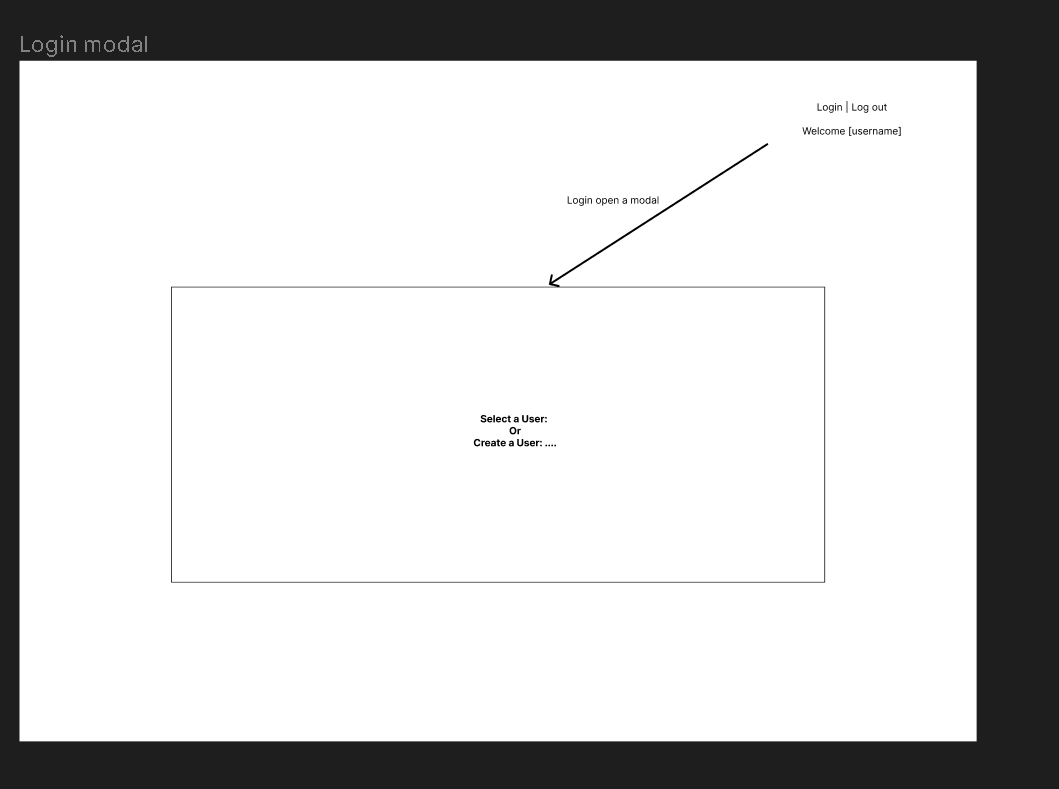 Login modal
Login | Log out
Welcome [username]
Login open a modal
Select a User:
Or
Create a User: ....